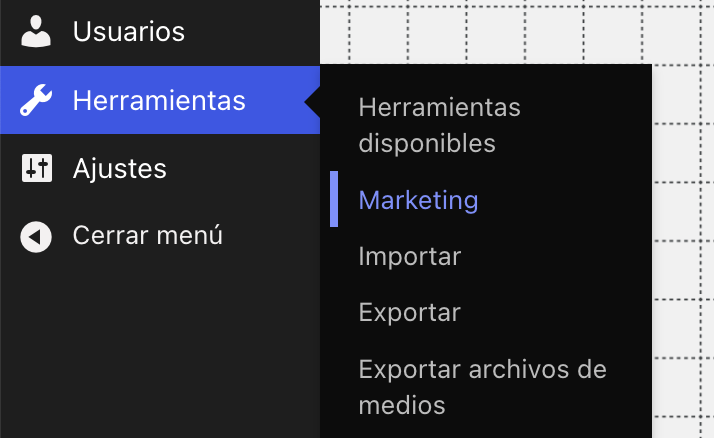 Usuarios
Herramientas
Ajustes
Cerrar menú
Herramientas
disponibles
Marketing
Importar
Exportar
Exportar archivos de
medios